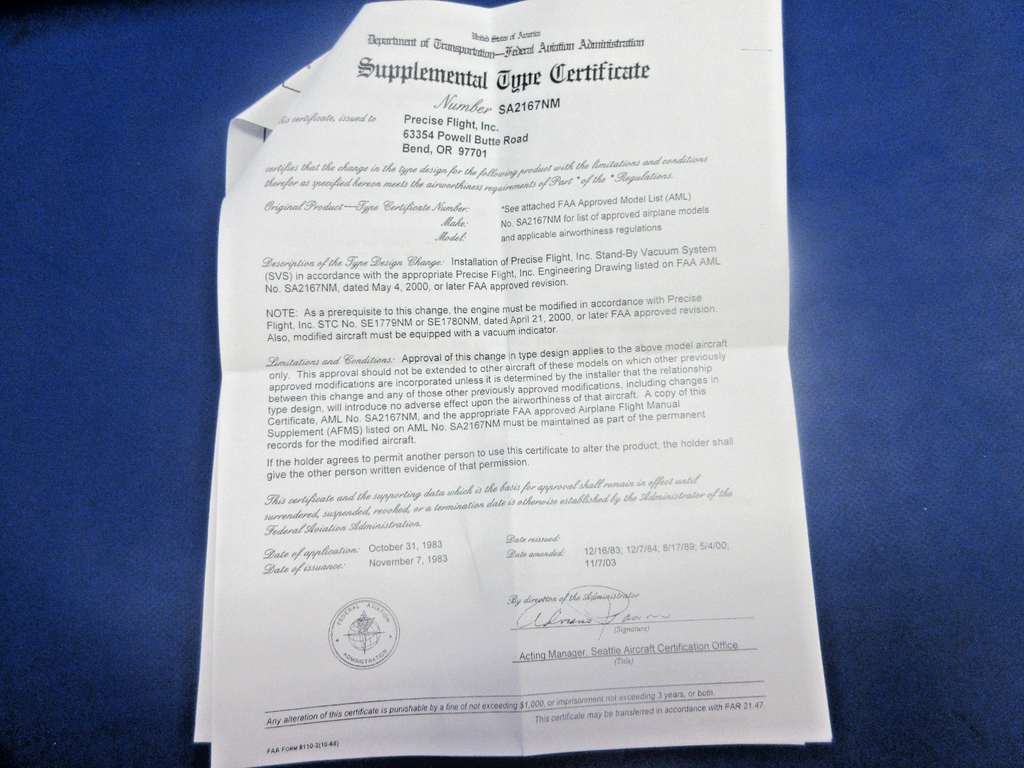 United States of America
Department of Transportation—Federal Aviation Administration
Supplemental Type Certificate
Number SA2167NM
his certificate, issued to
Precise Flight, Inc.
63354 Powell Butte Road
Bend, OR 97701
certifies that the change in the type design for the following product with the limitations and conditions
therefor as specified hereon meets the airworthiness requirements of Part * of the * Regulations.
Original Product—Type Certificate Number: *See attached FAA Approved Model List (AML)
Make: No. SA2167NM for list of approved airplane models
Model: and applicable airworthiness regulations
Description of the Type Design Change: Installation of Precise Flight, Inc. Stand-By Vacuum System
(SVS) in accordance with the appropriate Precise Flight, Inc. Engineering Drawing listed on FAA AML
No. SA2167NM, dated May 4, 2000, or later FAA approved revision.
NOTE: As a prerequisite to this change, the engine must be modified in accordance with Precise
Flight, Inc. STC No. SE1779NM or SE1780NM, dated April 21, 2000, or later FAA approved revision.
Also, modified aircraft must be equipped with a vacuum indicator.
Limitations and Conditions: Approval of this change in type design applies to the above model aircraft
only. This approval should not be extended to other aircraft of these models on which other previously
approved modifications are incorporated unless it is determined by the installer that the relationship
between this change and any of those other previously approved modifications, including changes in
type design, will introduce no adverse effect upon the airworthiness of that aircraft. A copy of this
Certificate, AML No. SA2167NM, and the appropriate FAA approved Airplane Flight Manual
Supplement (AFMS) listed on AML No. SA2167NM must be maintained as part of the permanent
records for the modified aircraft.
If the holder agrees to permit another person to use this certificate to alter the product, the holder shall
give the other person written evidence of that permission.
This certificate and the supporting data which is the basis for approval shall remain in effect until
surrendered, suspended, revoked, or a termination date is otherwise established by the Administrator of the
Federal Aviation Administration.
Date of application: October 31, 1983
Date of issuance: November 7, 1983
Date reissued:
Date amended: 12/16/83; 12/7/84; 8/17/89; 5/4/00,
11/7/03
By direction of the Administrator
(Signature)
Acting Manager, Seattle Aircraft Certification Office
(Title)
FEDERAL AVIATION
ADMINISTRATION
Any alteration of this certificate is punishable by a fine of not exceeding $1,000, or imprisonment not exceeding 3 years, or both.
This certificate may be transferred in accordance with FAR 21.47.
FAA FORM 8110-2(10-68)